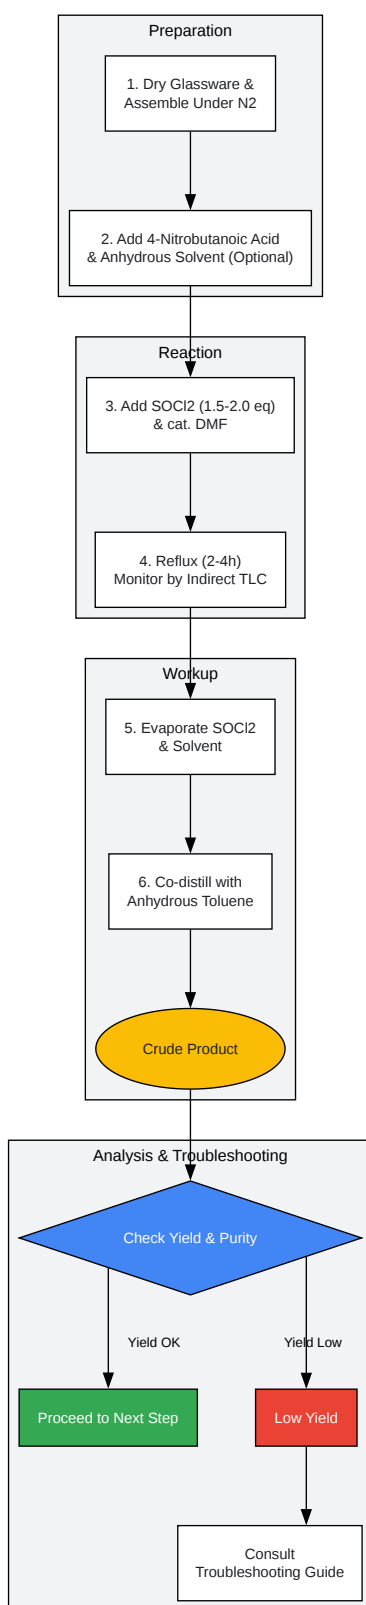 Preparation
1. Dry Glassware &
Assemble Under N2
2. Add 4-Nitrobutanoic Acid
& Anhydrous Solvent (Optional)
Reaction
3. Add SOCl2 (1.5-2.0 eq)
& cat. DMF
4. Reflux (2-4h)
Monitor by Indirect TLC
Workup
5. Evaporate SOCl2
& Solvent
6. Co-distill with
Anhydrous Toluene
Crude Product
Analysis & Troubleshooting
Check Yield & Purity
Yield OK
Yield Low
Proceed to Next Step
Low Yield
Consult
Troubleshooting Guide